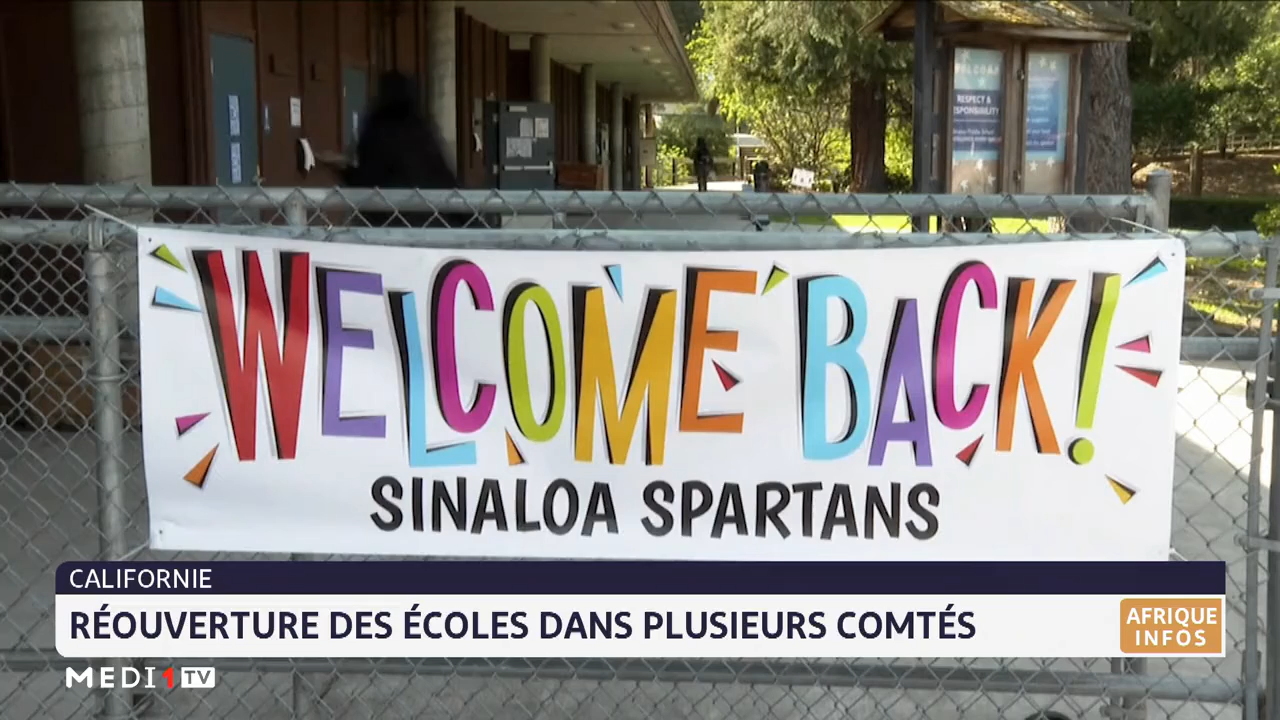 WELCOME
RESPECT &
RESPONSIBILITY
WELCOME BACK!
SINALOA SPARTANS
CALIFORNIE
RÉOUVERTURE DES ÉCOLES DANS PLUSIEURS COMTÉS
AFRIQUE
INFOS
MEDI1TV